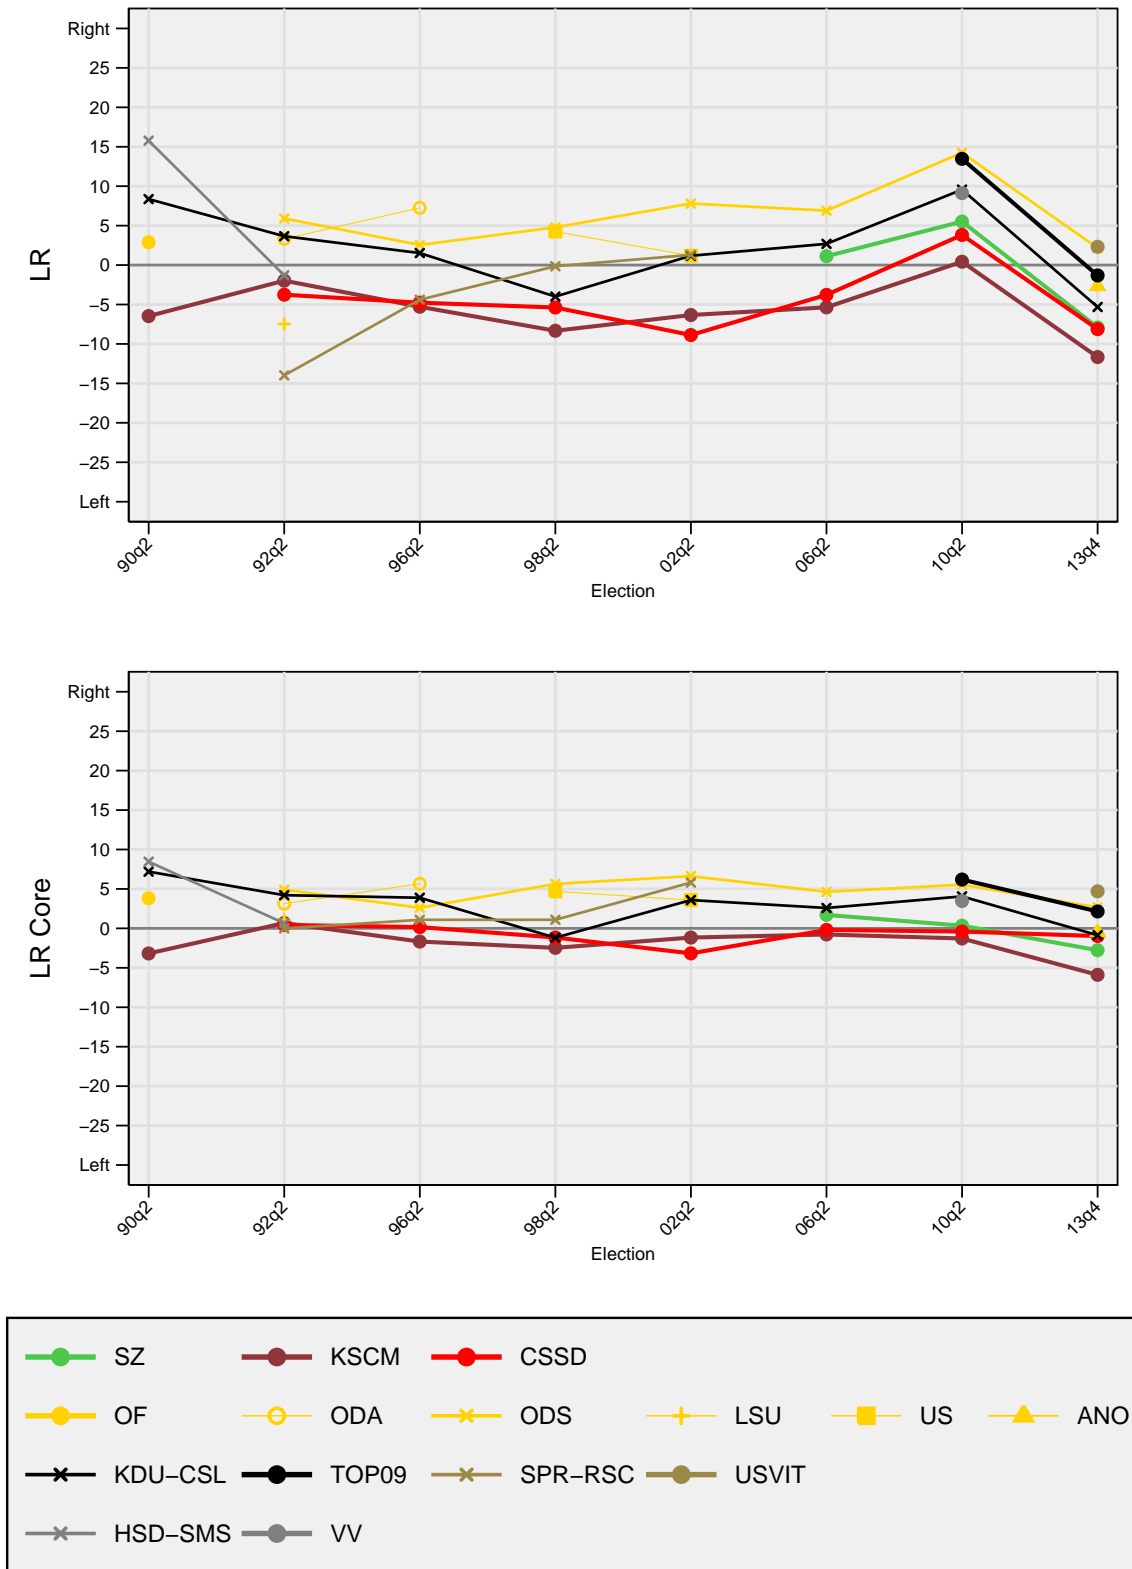 Right
25
20
15
10
5
0
−5
−10
−15
−20
−25
Left
LR
90q2 92q2 96q2 98q2 02q2 06q2 10q2 13q4
Election
Right
25
20
15
10
5
0
−5
−10
−15
−20
−25
Left
LR Core
90q2 92q2 96q2 98q2 02q2 06q2 10q2 13q4
Election
SZ KSCM CSSD
OF ODA ODS LSU US ANO
KDU−CSL TOP09 SPR−RSC USVIT
HSD−SMS VV